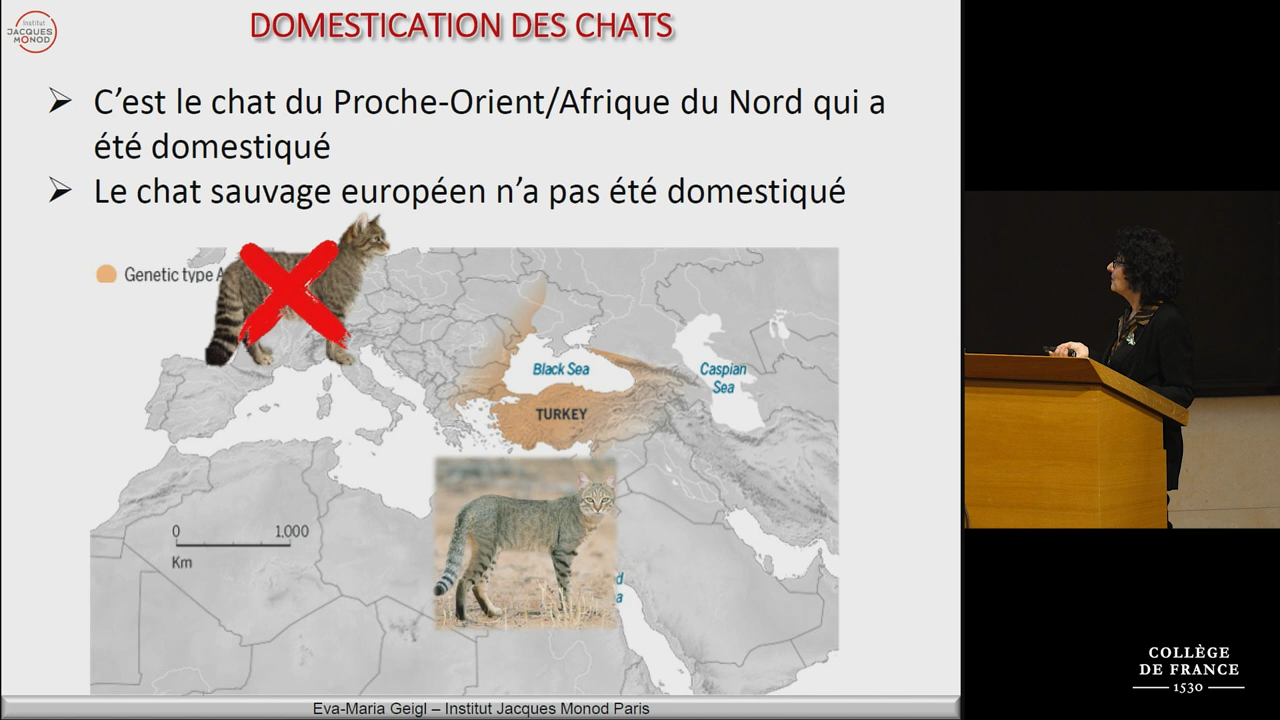 Institut
JACQUES
MONOD
DOMESTICATION DES CHATS
C'est le chat du Proche-Orient/Afrique du Nord qui a
été domestiqué
Le chat sauvage européen n'a pas été domestiqué
Genetic type A
Black Sea
Caspian
Sea
TURKEY
0 1,000
Km
d
a
Eva-Maria Geigl – Institut Jacques Monod Paris
COLLÈGE
DE FRANCE
1530